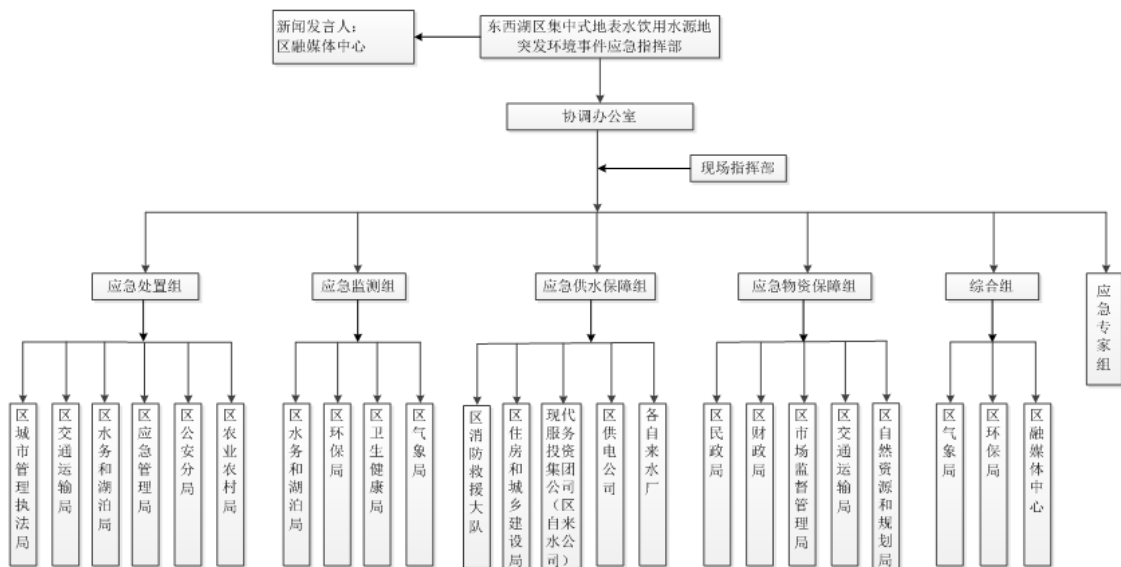 新闻发言人：
区融媒体中心
东西湖区集中式地表水饮用水源地
突发环境事件应急指挥部
协调办公室
现场指挥部
应急处置组
应急监测组
应急供水保障组
应急物资保障组
综合组
应急专家组
区城市管理执法局
区交通运输局
区水务和湖泊局
区应急管理局
区公安分局
区农业农村局
区水务和湖泊局
区环保局
区卫生健康局
区气象局
区消防救援大队
区住房和城乡建设局
现代服务投资集团公司（区自来水公司）
区供电公司
各自来水厂
区民政局
区财政局
区市场监督管理局
区交通运输局
区自然资源和规划局
区气象局
区环保局
区融媒体中心